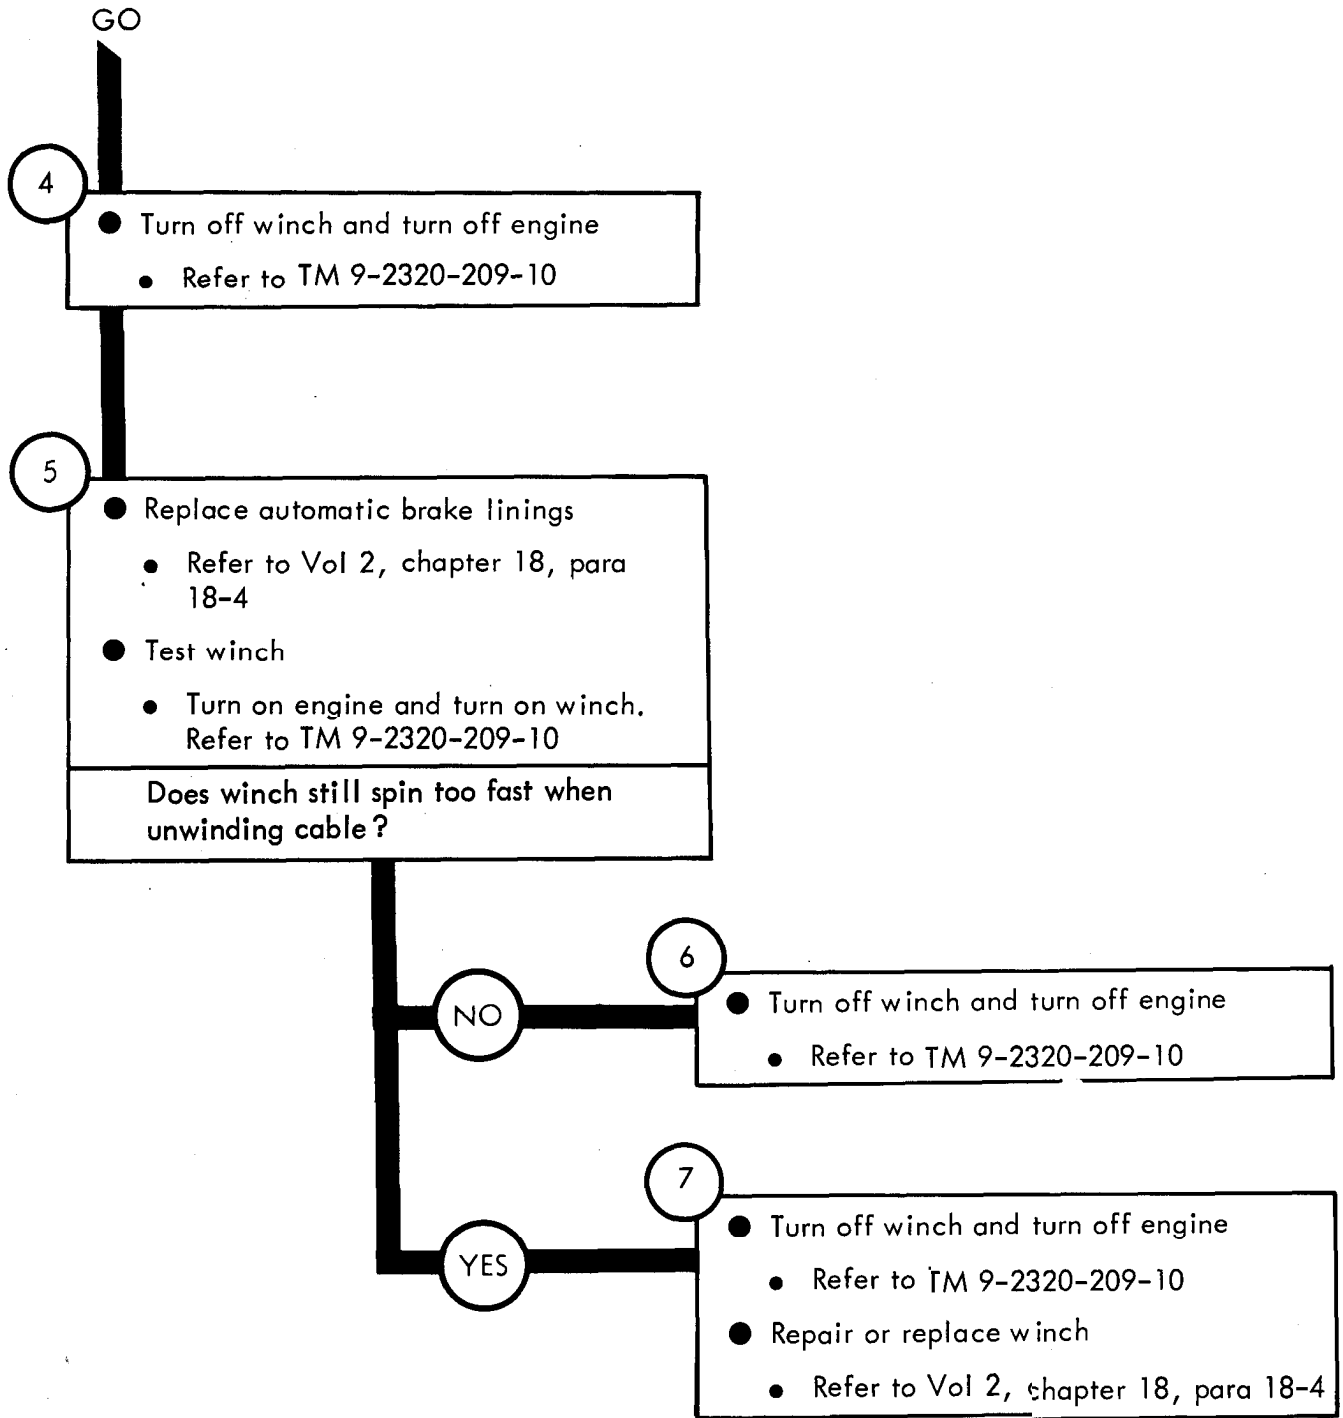 GO
4
● Turn off winch and turn off engine
● Refer to TM 9-2320-209-10
5
● Replace automatic brake linings
● Refer to Vol 2, chapter 18, para
18-4
● Test winch
● Turn on engine and turn on winch.
Refer to TM 9-2320-209-10
Does winch still spin too fast when
unwinding cable?
NO
6
● Turn off winch and turn off engine
● Refer to TM 9-2320-209-10
YES
7
● Turn off winch and turn off engine
● Refer to TM 9-2320-209-10
● Repair or replace winch
● Refer to Vol 2, chapter 18, para 18-4